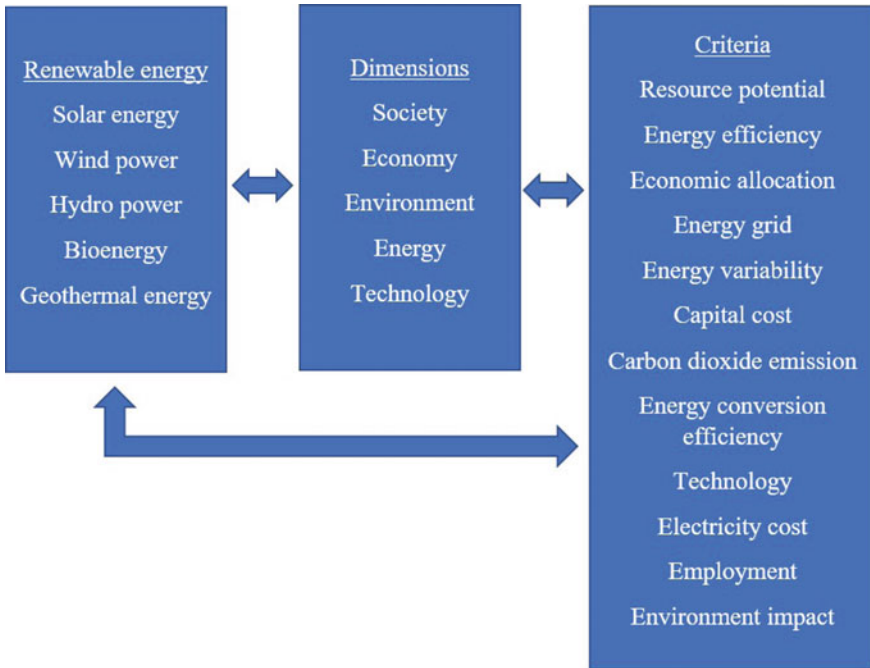 Renewable energy
Solar energy
Wind power
Hydro power
Bioenergy
Geothermal energy
Dimensions
Society
Economy
Environment
Energy
Technology
Criteria
Resource potential
Energy efficiency
Economic allocation
Energy grid
Energy variability
Capital cost
Carbon dioxide emission
Energy conversion
efficiency
Technology
Electricity cost
Employment
Environment impact